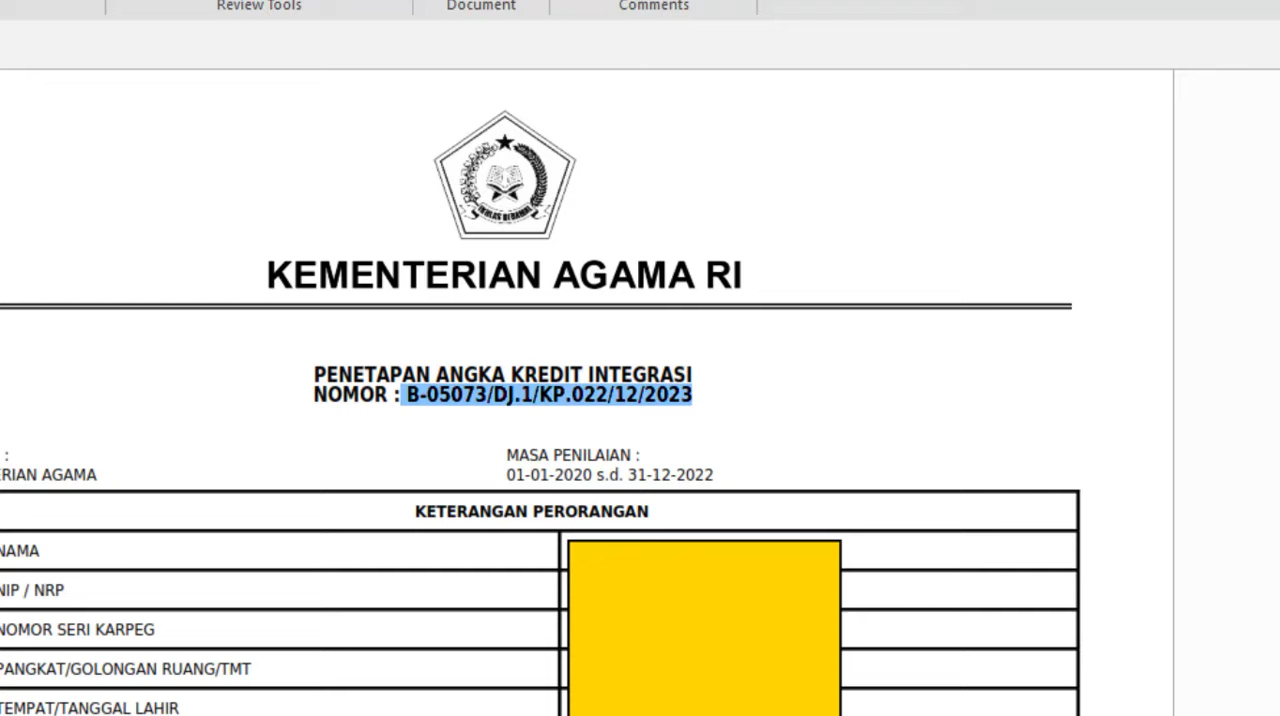 Review Tools Document Comments
IKHLAS BERAMAL
KEMENTERIAN AGAMA RI
PENETAPAN ANGKA KREDIT INTEGRASI
NOMOR : B-05073/DJ.1/KP.022/12/2023
: MASA PENILAIAN :
ERIAN AGAMA 01-01-2020 s.d. 31-12-2022
KETERANGAN PERORANGAN
NAMA
NIP / NRP
NOMOR SERI KARPEG
PANGKAT/GOLONGAN RUANG/TMT
TEMPAT/TANGGAL LAHIR